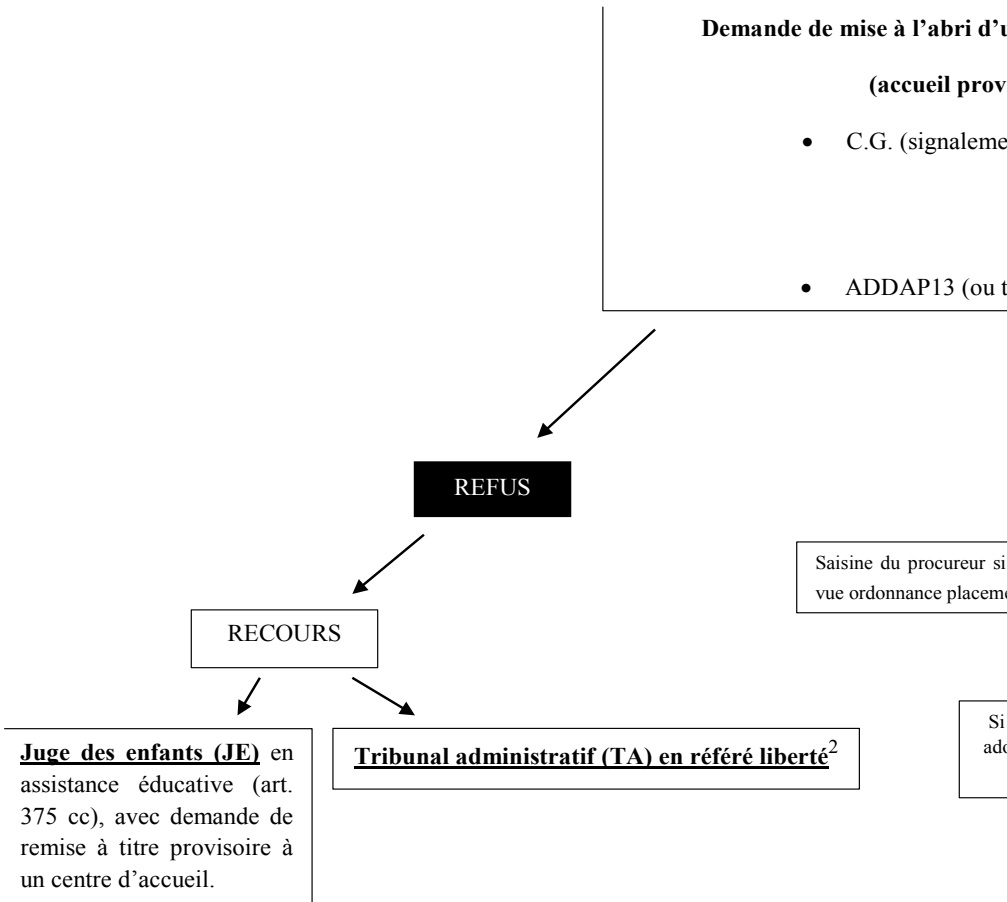 Demande de mise à l’abri d’u
(accueil prov
• C.G. (signaleme
• ADDAP13 (ou t
REFUS
Saisine du procureur si
vue ordonnance placeme
RECOURS
Juge des enfants (JE) en
assistance éducative (art.
375 cc), avec demande de
remise à titre provisoire à
un centre d’accueil.
Tribunal administratif (TA) en référé liberté²
Si
ado